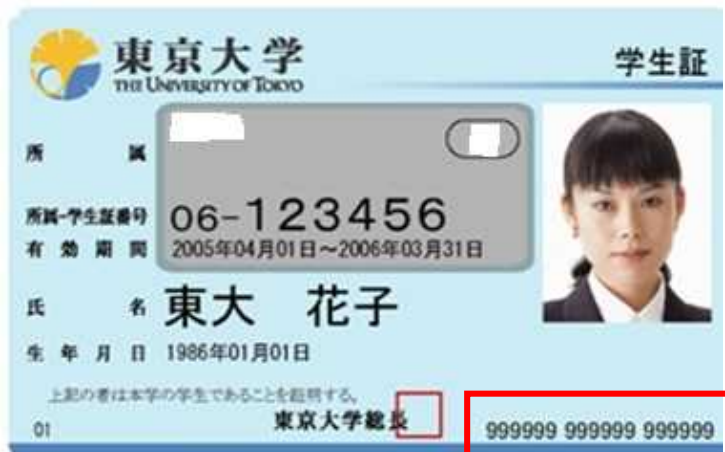 東京大学
THE UNIVERSITY OF TOKYO
学生証
所属
所属-学生証番号 06-123456
有効期間 2005年04月01日～2006年03月31日
氏名 東大 花子
生年月日 1986年01月01日
上記の者は本学の学生であることを証明する。
東京大学総長
01
999999 999999 999999